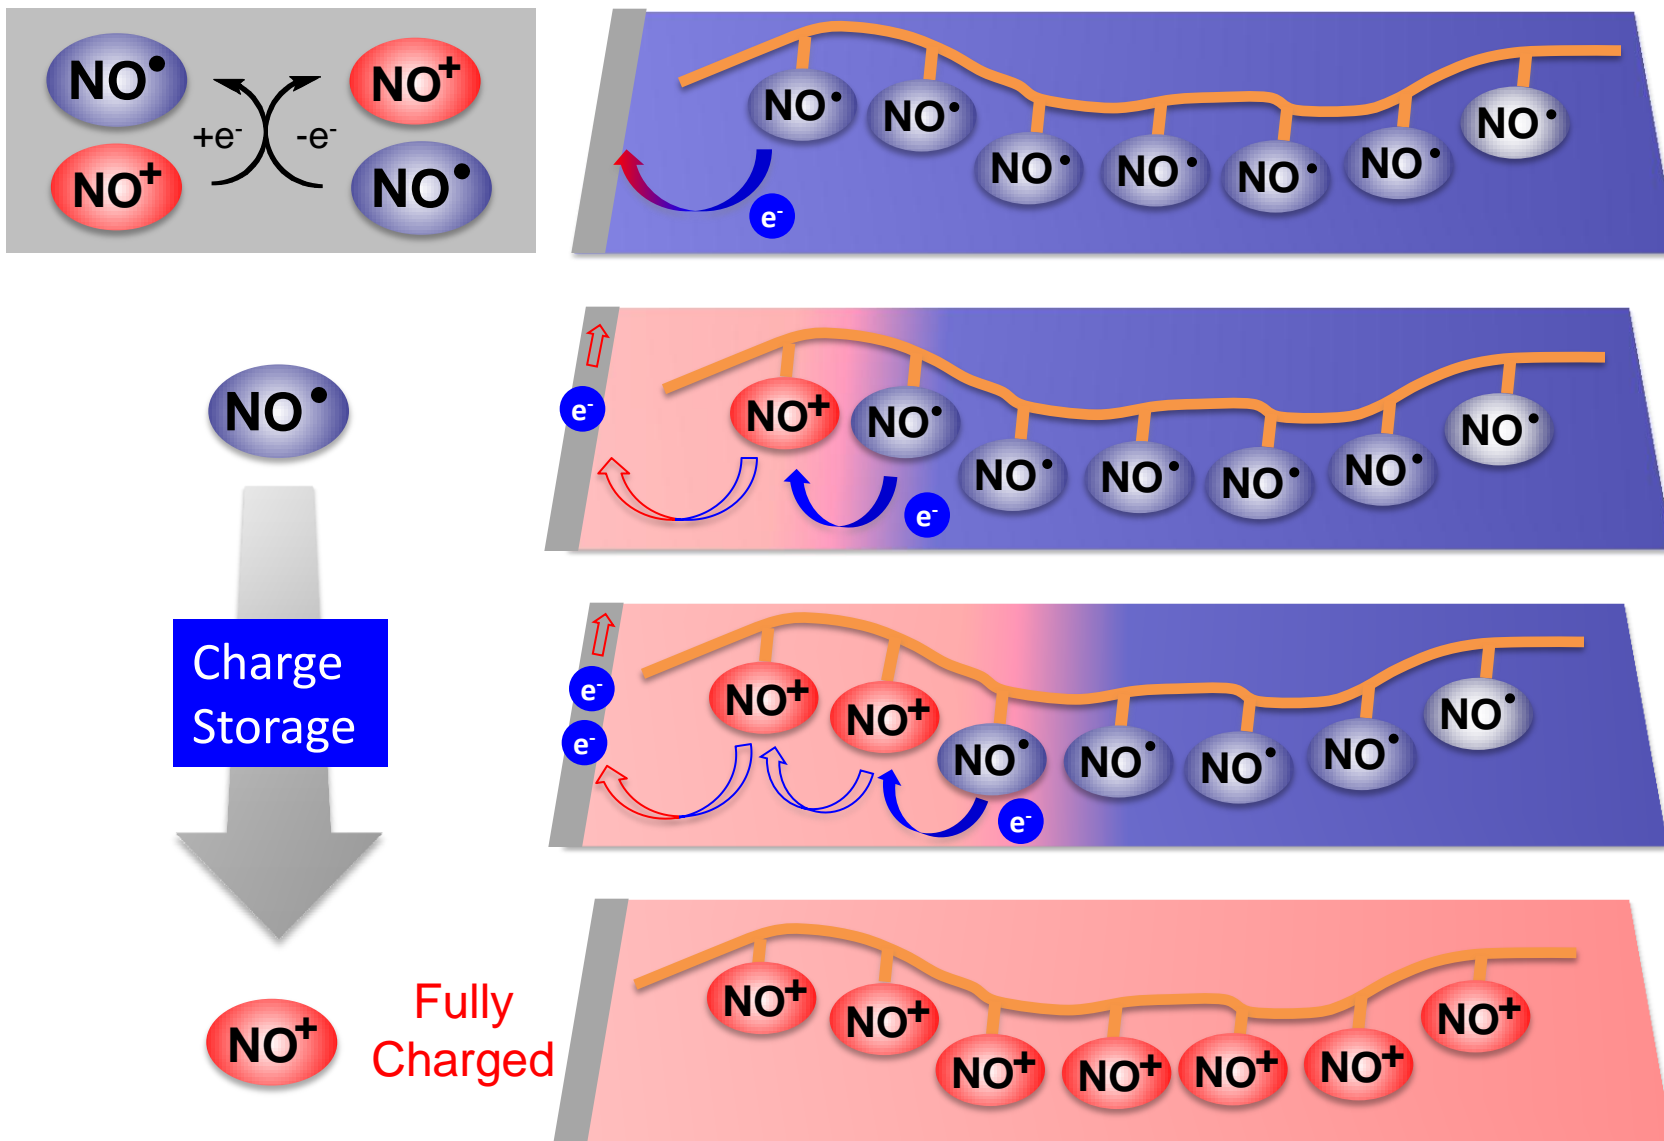 NO• NO+
+e- -e-
NO+ NO•
NO• NO• NO• NO• NO• NO• NO•
e-
NO•
e- NO+ NO• NO• NO• NO• NO• NO•
e-
Charge
Storage
e- NO+ NO+ NO• NO• NO• NO• NO•
e-
e-
NO+
Fully
Charged
NO+ NO+ NO+ NO+ NO+ NO+ NO+